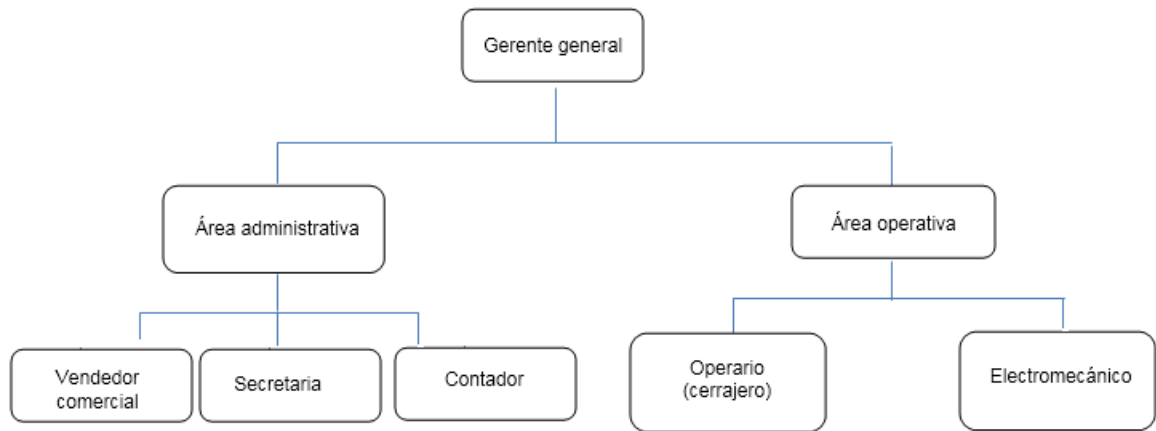 Gerente general
Área administrativa
Área operativa
Vendedor
comercial
Secretaria
Contador
Operario
(cerrajero)
Electromecánico